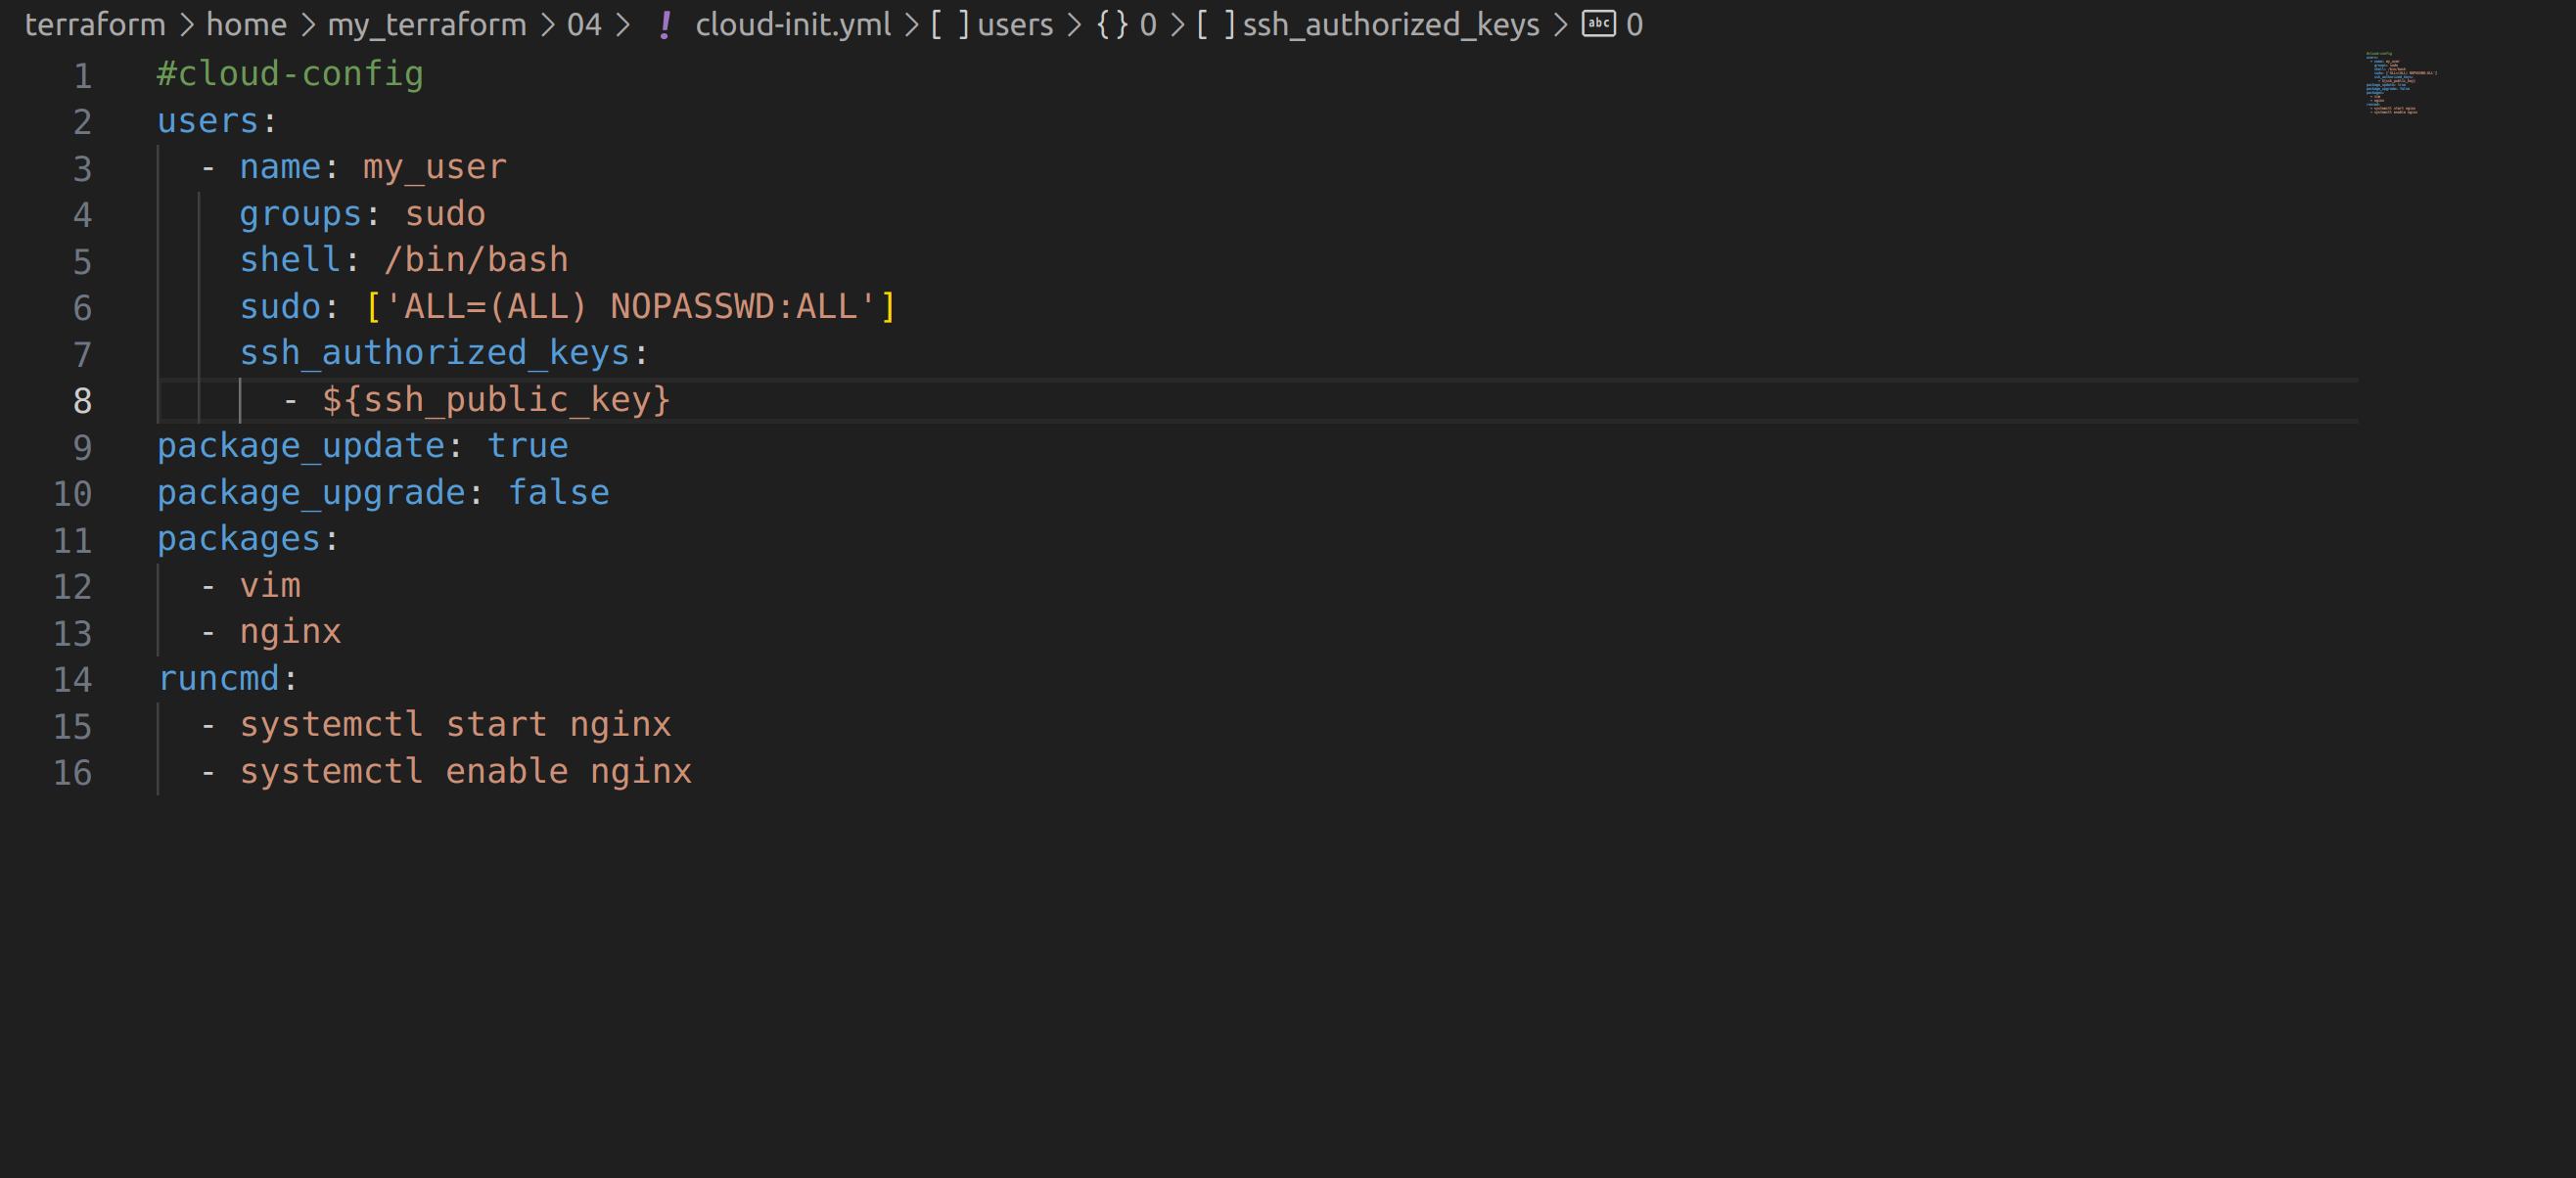 terraform > home > my_terraform > 04 > ! cloud-init.yml > [ ] users > {} 0 > [ ] ssh_authorized_keys > abc 0
1 #cloud-config
2 users:
3   - name: my_user
4     groups: sudo
5     shell: /bin/bash
6     sudo: ['ALL=(ALL) NOPASSWD:ALL']
7     ssh_authorized_keys:
8       - ${ssh_public_key}
9 package_update: true
10 package_upgrade: false
11 packages:
12   - vim
13   - nginx
14 runcmd:
15   - systemctl start nginx
16   - systemctl enable nginx